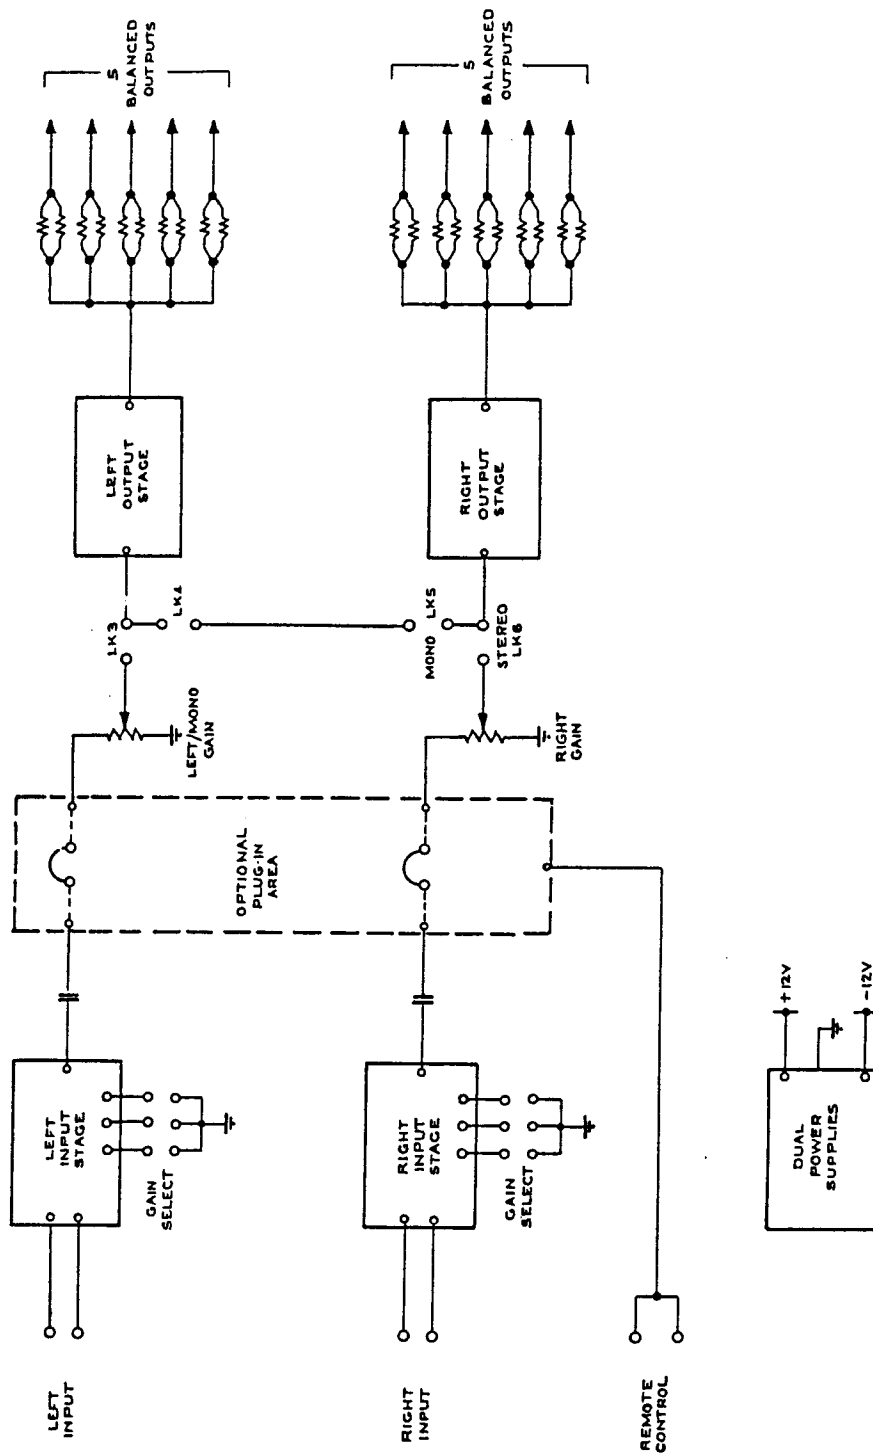 LEFT
INPUT
LEFT
INPUT
STAGE
GAIN
SELECT
LEFT/MONO
GAIN
LK3
LK4
LEFT
OUTPUT
STAGE
5
BALANCED
OUTPUTS
OPTIONAL
PLUG-IN
AREA
RIGHT
INPUT
RIGHT
INPUT
STAGE
GAIN
SELECT
RIGHT
GAIN
MONO
LK5
STEREO
LK6
RIGHT
OUTPUT
STAGE
5
BALANCED
OUTPUTS
REMOTE
CONTROL
DUAL
POWER
SUPPLIES
+12V
-12V